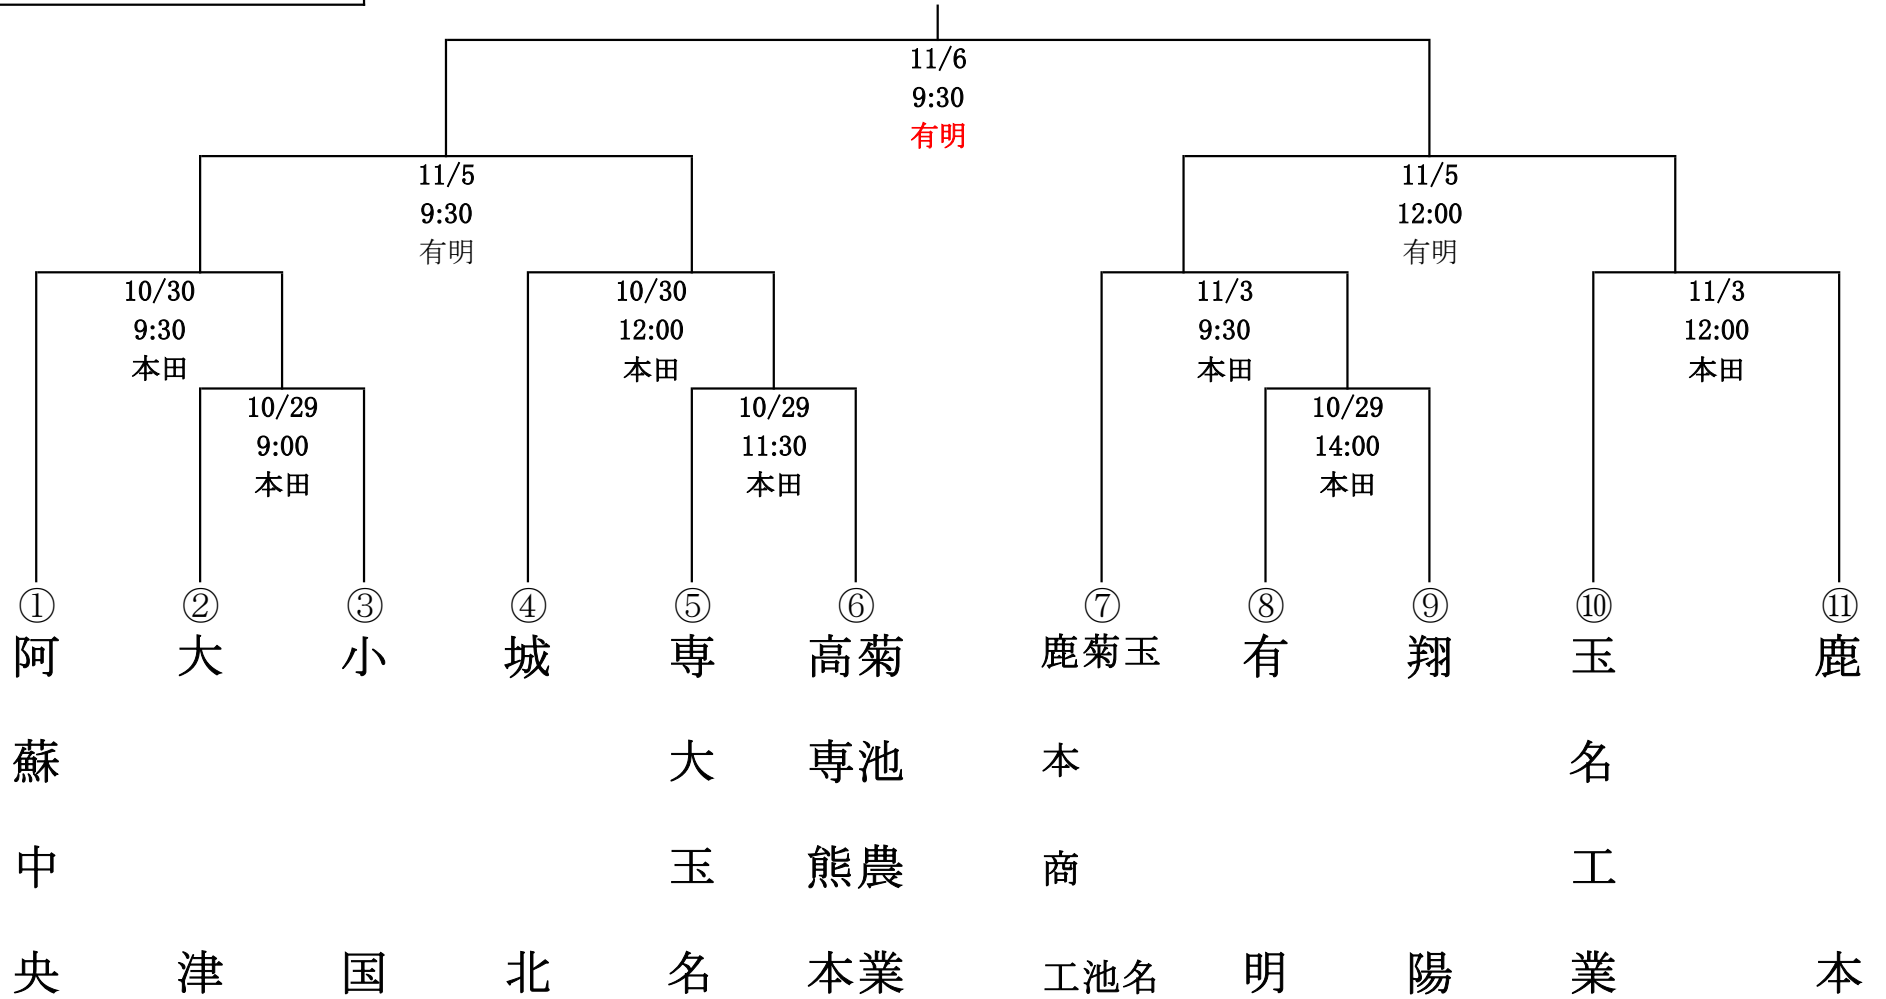 11/6
9:30
有明
11/5
9:30
有明
11/5
12:00
有明
10/30
9:30
本田
10/30
12:00
本田
11/3
9:30
本田
11/3
12:00
本田
10/29
9:00
本田
10/29
11:30
本田
10/29
14:00
本田
①
阿蘇中央
②
大津
③
小国
④
城北
⑤
専大玉名
⑥
菊池農業
高専熊本
⑦
玉名
菊池
鹿本商工
⑧
有明
⑨
翔陽
⑩
玉名工業
⑪
鹿本